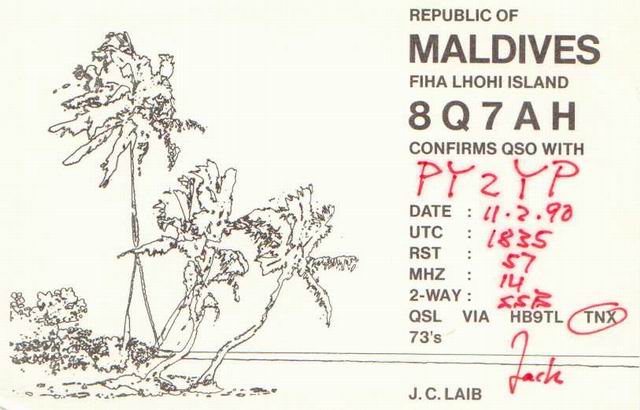 REPUBLIC OF
MALDIVES
FIHA LHOHI ISLAND
8Q7AH
CONFIRMS QSO WITH
PY2YP
DATE : 11.2.90
UTC : 1835
RST : 57
MHZ : 14
2-WAY : SSB
QSL VIA HB9TL TNX
73's
Jack
J.C. LAIB